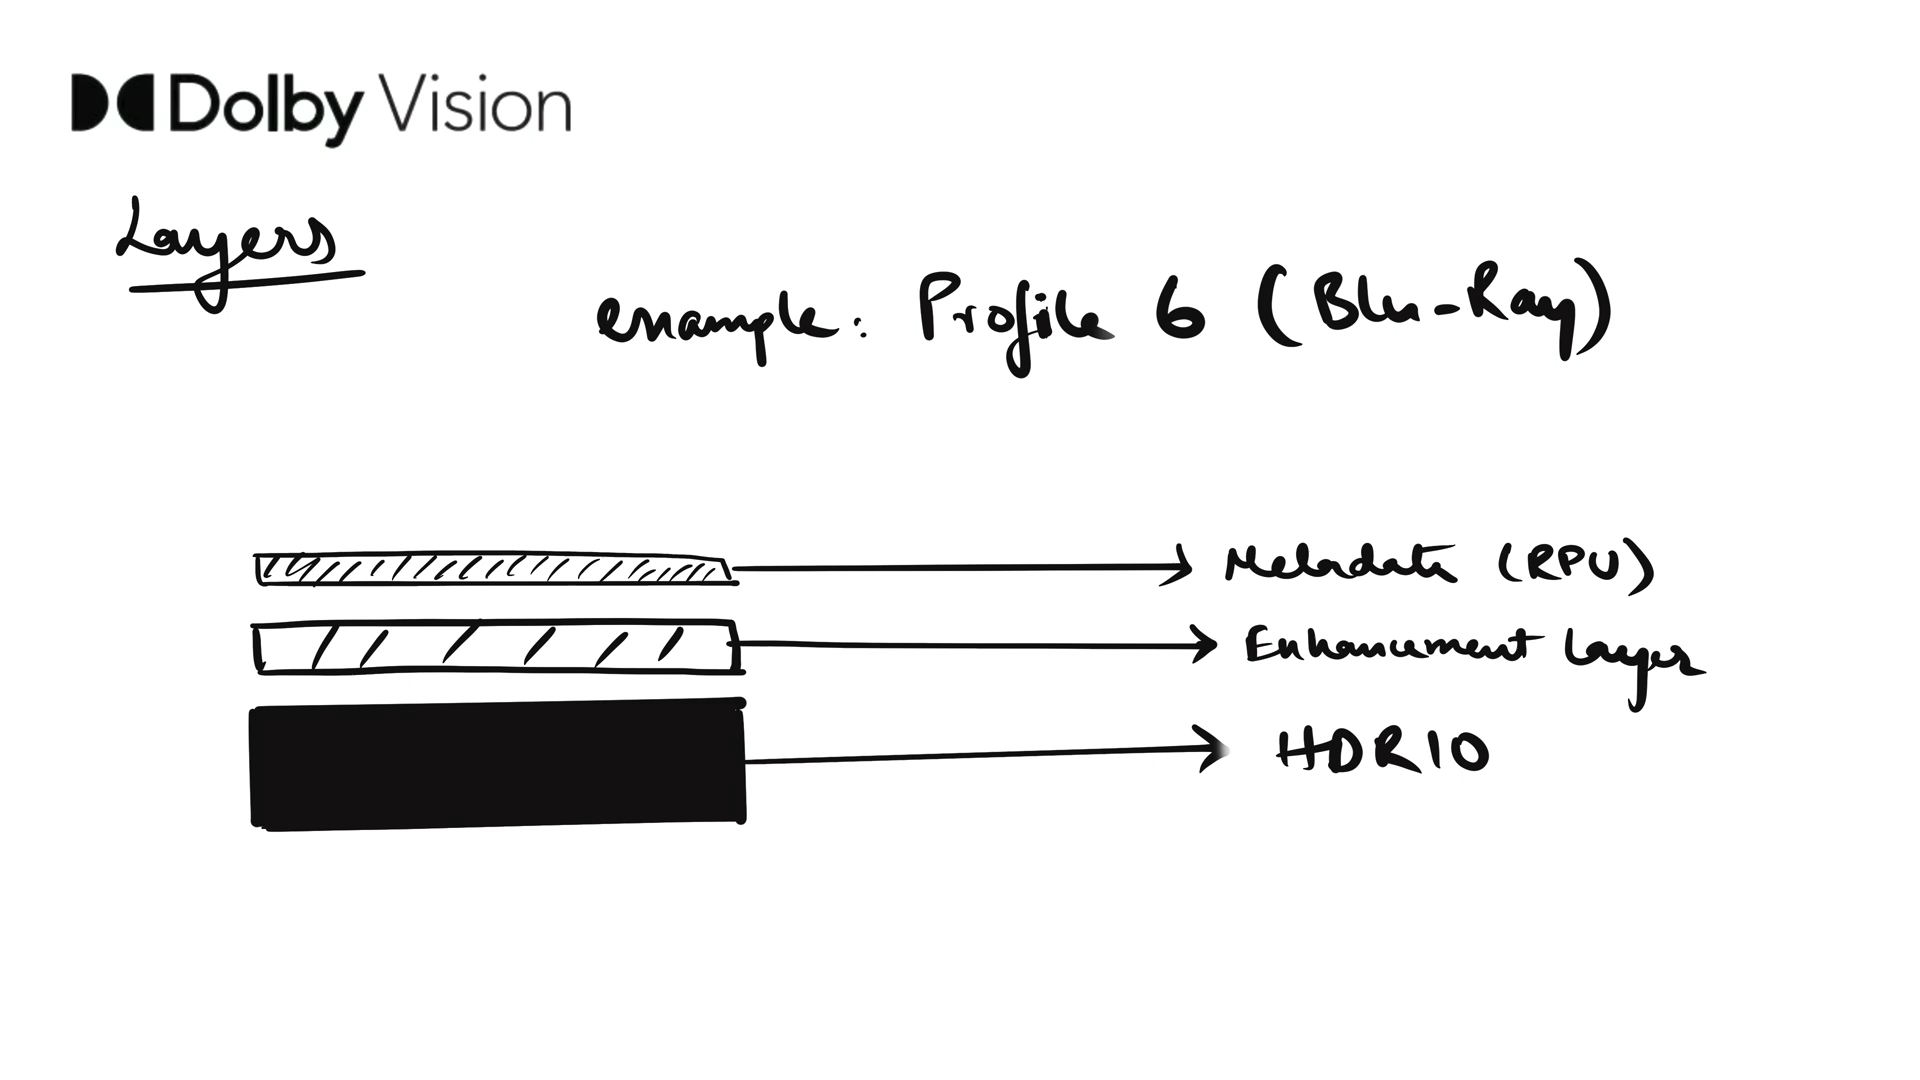 Dolby Vision
Layers
example: Profile 6 (Blu-Ray)
Metadata (RPU)
Enhancement Layer
HDR10